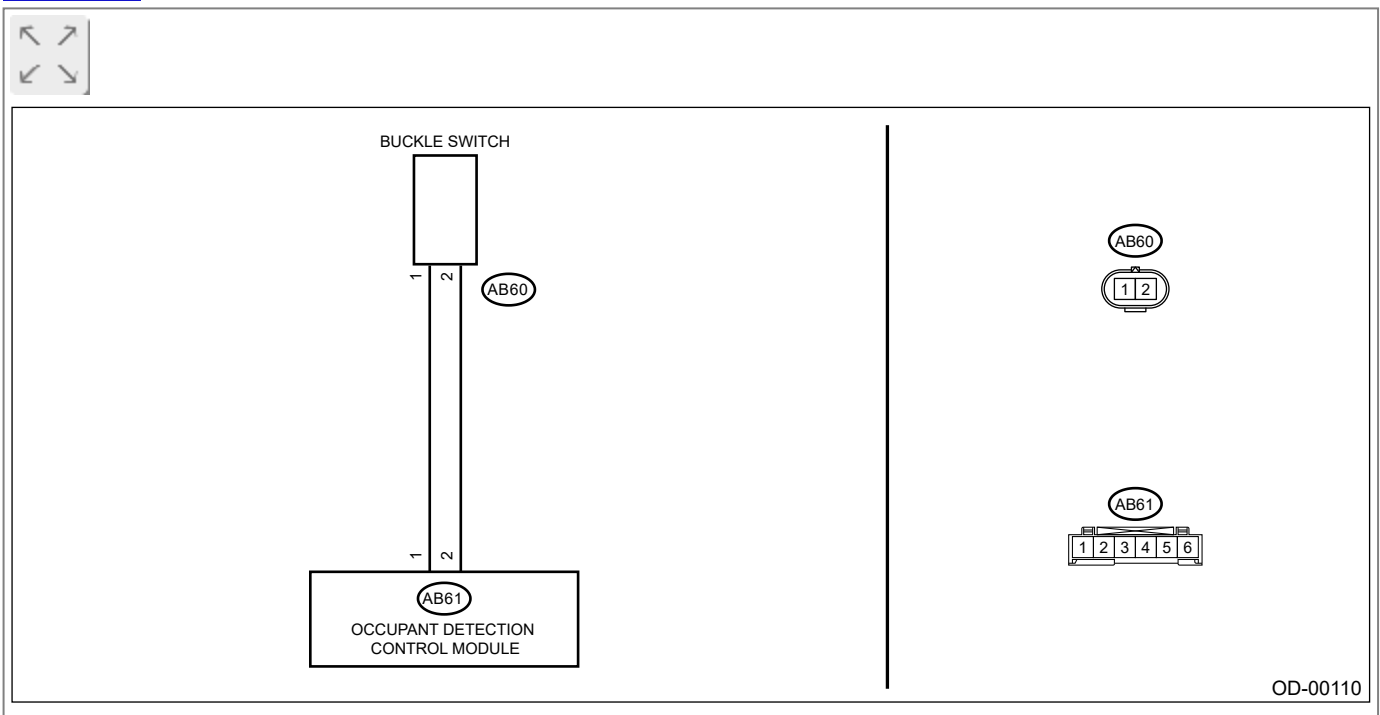 BUCKLE SWITCH
1 2
AB60
1 2
AB61
OCCUPANT DETECTION
CONTROL MODULE
AB60
1 2
AB61
1 2 3 4 5 6
OD-00110